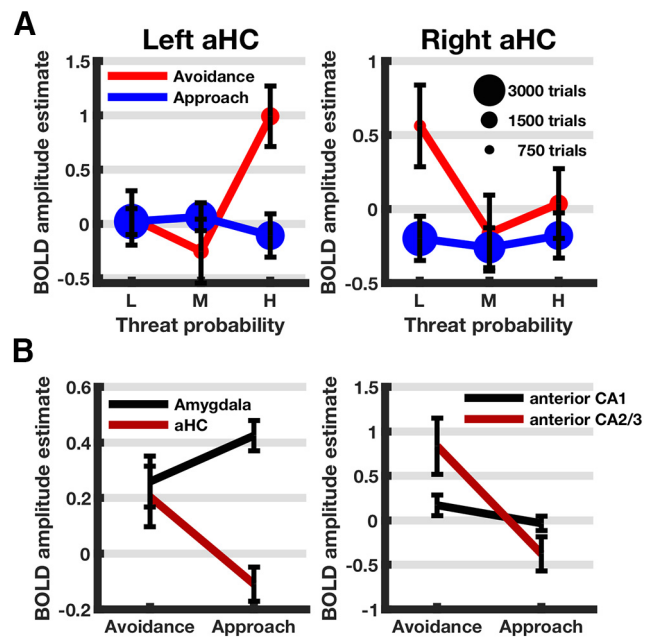 A
Left aHC
BOLD amplitude estimate
1.5
1
0.5
0
-0.5
Avoidance
Approach
L M H
Threat probability
Right aHC
BOLD amplitude estimate
1
0.5
0
-0.5
3000 trials
1500 trials
750 trials
L M H
Threat probability
B
BOLD amplitude estimate
0.6
0.4
0.2
0
-0.2
Amygdala
aHC
Avoidance Approach
BOLD amplitude estimate
1.5
1
0.5
0
-0.5
-1
anterior CA1
anterior CA2/3
Avoidance Approach